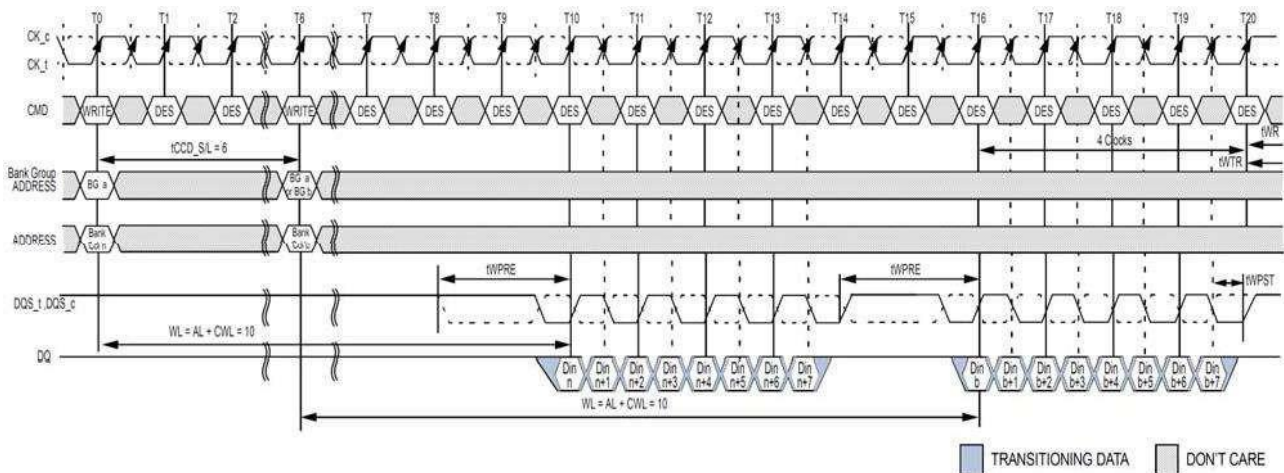 T0 T1 T2 T6 T7 T8 T9 T10 T11 T12 T13 T14 T15 T16 T17 T18 T19 T20
CK_c
CK_t
CMD WRITE DES DES WRITE DES DES DES DES DES DES DES DES DES DES DES DES DES DES
tCCD_S/L = 6
4 Clocks
tWR
tWTR
Bank Group
ADDRESS
BG a
BG a
or BG b
ADDRESS
Bank
Bank
tWPRE tWPRE tWPST
DQS_t ,DQS_c
WL = AL + CWL = 10
DQ
Din n Din n+1 Din n+2 Din n+3 Din n+4 Din n+5 Din n+6 Din n+7 Din b Din b+1 Din b+2 Din b+3 Din b+4 Din b+5 Din b+6 Din b+7
WL = AL + CWL = 10
TRANSITIONING DATA DON'T CARE